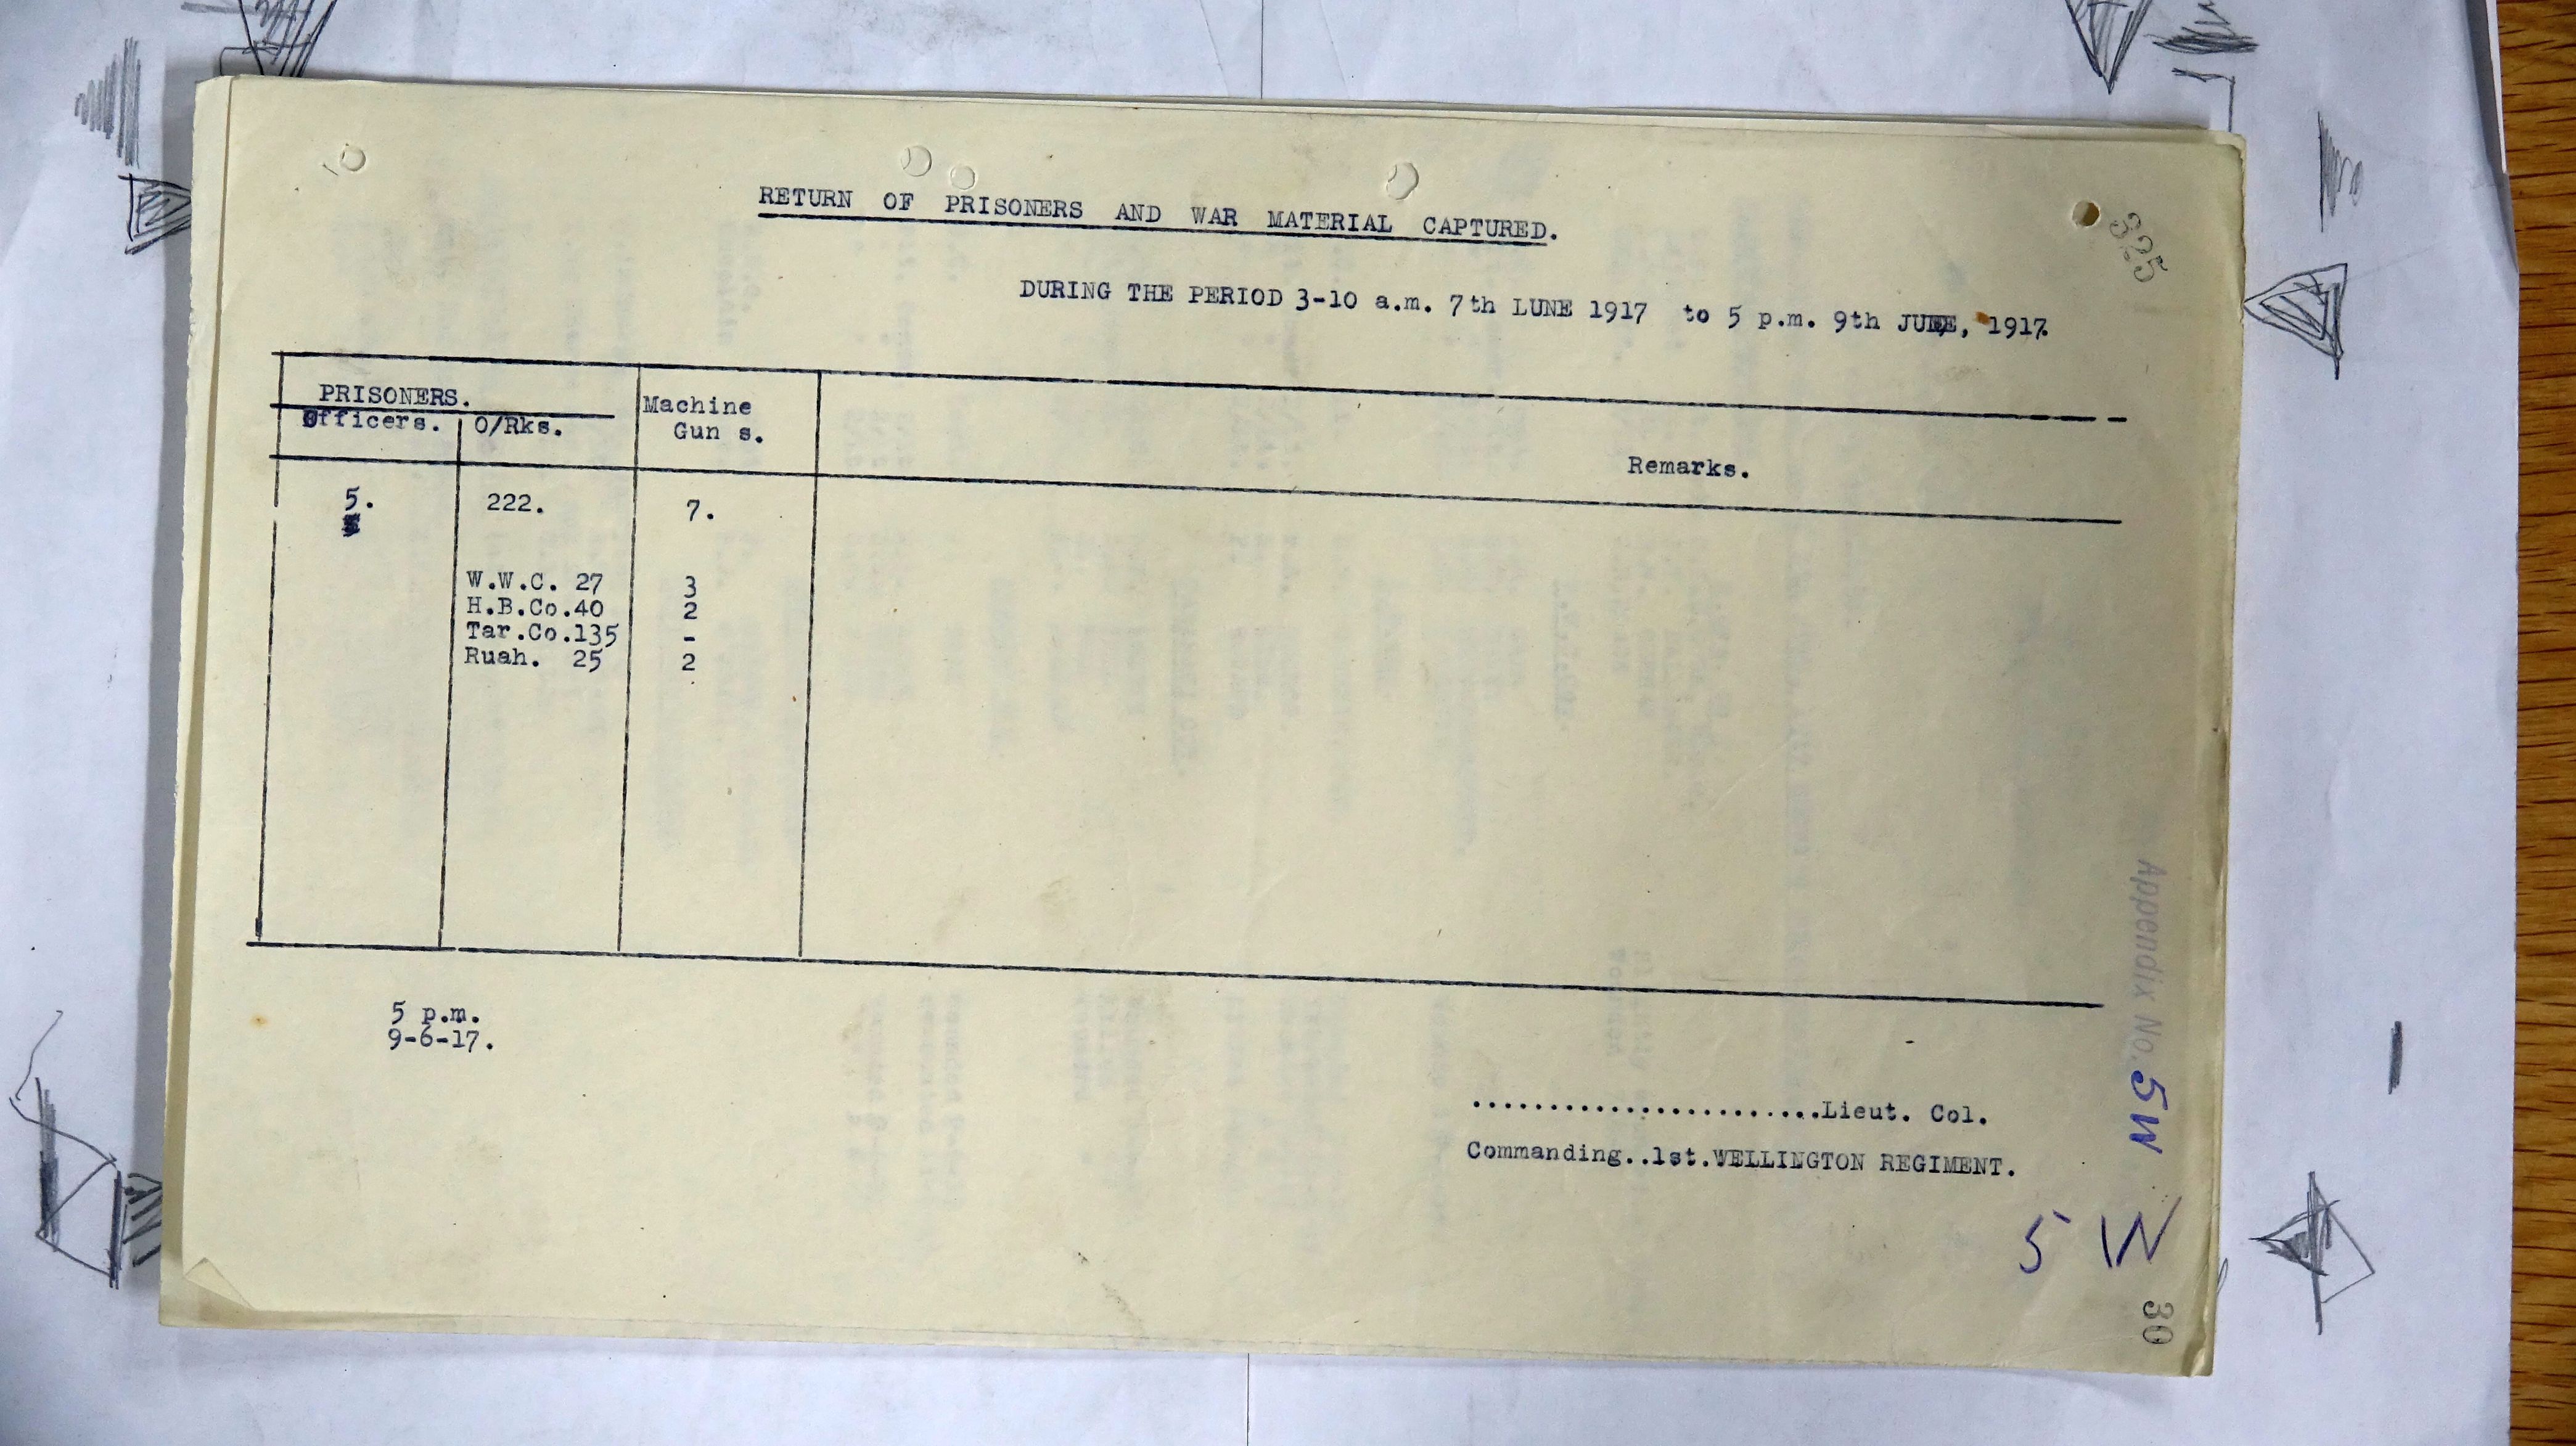 325
RETURN OF PRISONERS AND WAR MATERIAL CAPTURED.
DURING THE PERIOD 3-10 a.m. 7th LUNE 1917 to 5 p.m. 9th JUNE, 1917.
PRISONERS.
Officers. O/Rks.
Machine
Gun s.
Remarks.
5. 222. 7.
W.W.C. 27 3
H.B.Co.40 2
Tar.Co.135 -
Ruah. 25 2
5 p.m.
9-6-17.
........................Lieut. Col.
Commanding..1st.WELLINGTON REGIMENT.
Appendix No. 5W
5 W
30